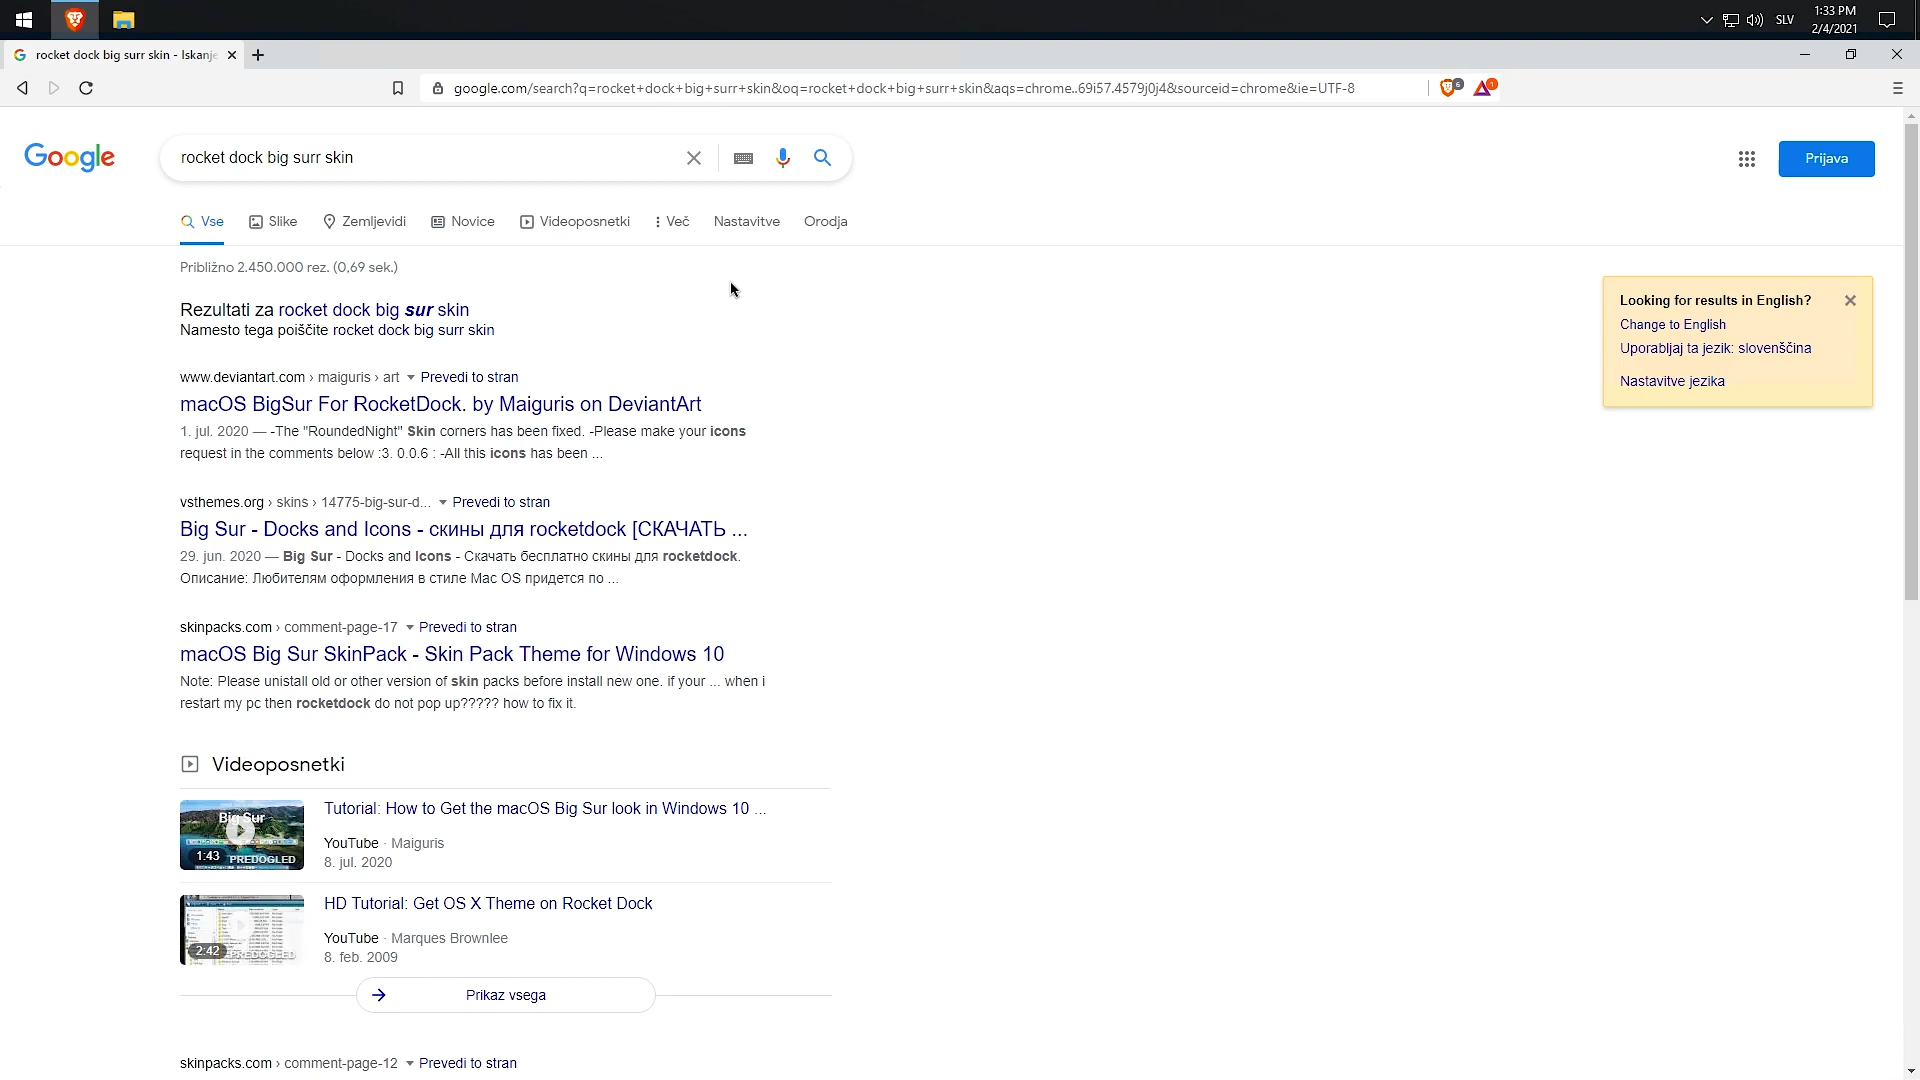 SLV
1:33 PM
2/4/2021
rocket dock big surr skin - Iskanje
google.com/search?q=rocket+dock+big+surr+skin&oq=rocket+dock+big+surr+skin&aqs=chrome..69i57.4579j0j4&sourceid=chrome&ie=UTF-8
6
1
Google
rocket dock big surr skin
Prijava
Vse
Slike
Zemljevidi
Novice
Videoposnetki
Več
Nastavitve
Orodja
Približno 2.450.000 rez. (0,69 sek.)
Rezultati za rocket dock big sur skin
Namesto tega poiščite rocket dock big surr skin
Looking for results in English?
Change to English
Uporabljaj ta jezik: slovenščina
Nastavitve jezika
www.deviantart.com › maiguris › art Prevedi to stran
macOS BigSur For RocketDock. by Maiguris on DeviantArt
1. jul. 2020 — -The "RoundedNight" Skin corners has been fixed. -Please make your icons
request in the comments below :3. 0.0.6 : -All this icons has been ...
vsthemes.org › skins › 14775-big-sur-d... Prevedi to stran
Big Sur - Docks and Icons - скины для rocketdock [СКАЧАТЬ ...
29. jun. 2020 — Big Sur - Docks and Icons - Скачать бесплатно скины для rocketdock.
Описание: Любителям оформления в стиле Mac OS придется по ...
skinpacks.com › comment-page-17 Prevedi to stran
macOS Big Sur SkinPack - Skin Pack Theme for Windows 10
Note: Please unistall old or other version of skin packs before install new one. if your ... when i
restart my pc then rocketdock do not pop up????? how to fix it.
Videoposnetki
Big Sur
1:43
PREDOGLED
Tutorial: How to Get the macOS Big Sur look in Windows 10 ...
YouTube · Maiguris
8. jul. 2020
2:42
PREDOGLED
HD Tutorial: Get OS X Theme on Rocket Dock
YouTube · Marques Brownlee
8. feb. 2009
Prikaz vsega
skinpacks.com › comment-page-12 Prevedi to stran